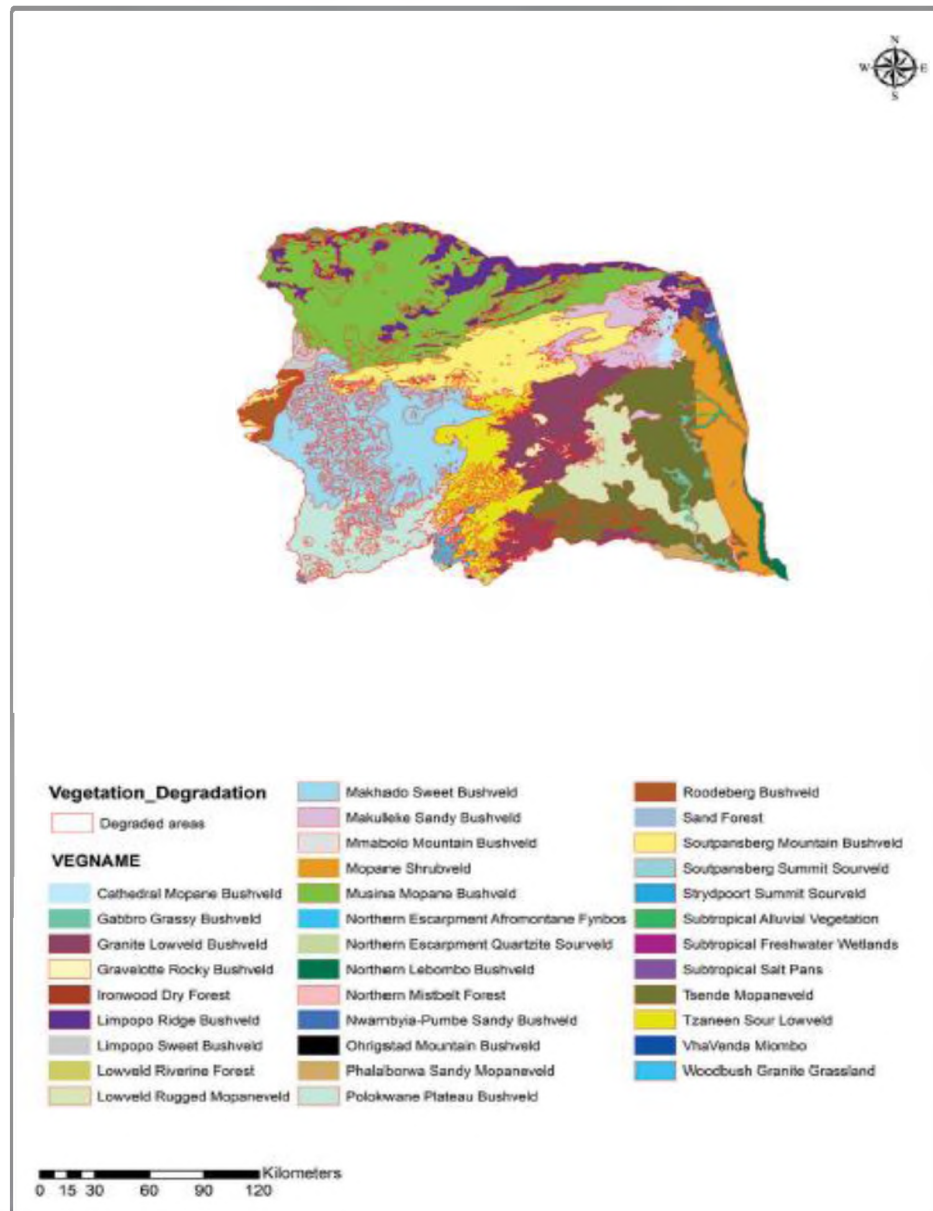 N
W E
S
Vegetation_Degradation
Degraded areas
VEGNAME
Cathedral Mopane Bushveld
Gabbro Grassy Bushveld
Granite Lowveld Bushveld
Gravelotte Rocky Bushveld
Ironwood Dry Forest
Limpopo Ridge Bushveld
Limpopo Sweet Bushveld
Lowveld Riverine Forest
Lowveld Rugged Mopaneveld
Makhado Sweet Bushveld
Makuleke Sandy Bushveld
Mmabolo Mountain Bushveld
Mopane Shrubveld
Musina Mopane Bushveld
Northern Escarpment Afromontane Fynbos
Northern Escarpment Quartzite Sourveld
Northern Lebombo Bushveld
Northern Mistbelt Forest
Nwambyia-Pumbe Sandy Bushveld
Ohrigstad Mountain Bushveld
Phalaborwa Sandy Mopaneveld
Polokwane Plateau Bushveld
Roodeberg Bushveld
Sand Forest
Soutpansberg Mountain Bushveld
Soutpansberg Summit Sourveld
Strydpoort Summit Sourveld
Subtropical Alluvial Vegetation
Subtropical Freshwater Wetlands
Subtropical Salt Pans
Tsende Mopaneveld
Tzaneen Sour Lowveld
VhaVenda Miombo
Woodbush Granite Grassland
Kilometers
0 15 30 60 90 120